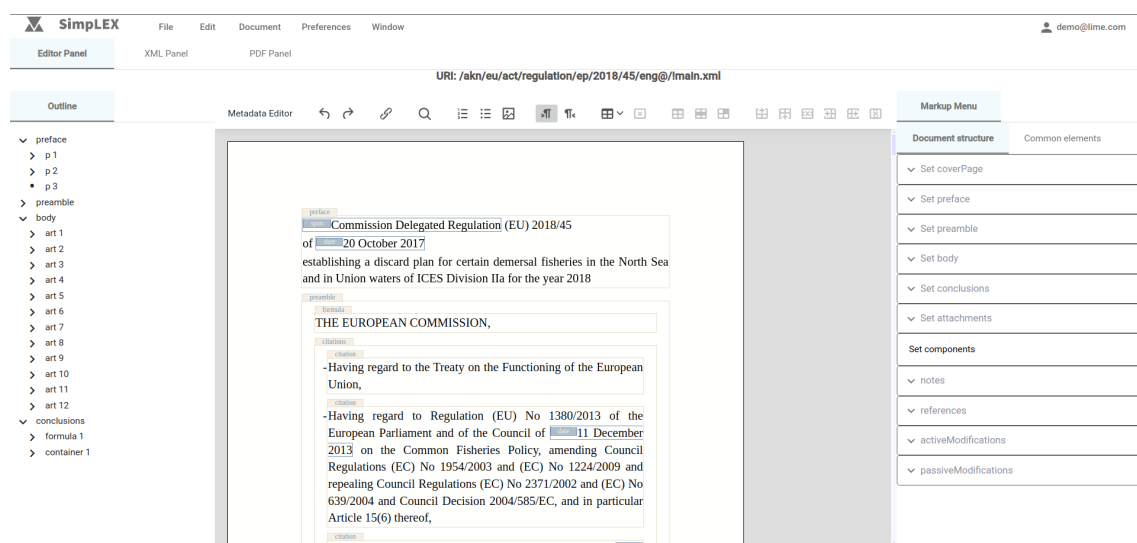 SimpLEX File Edit Document Preferences Window demo@lime.com
Editor Panel XML Panel PDF Panel
URI: /akn/eu/act/regulation/ep/2018/45/eng@/!main.xml
Outline
preface
p 1
p 2
p 3
preamble
body
art 1
art 2
art 3
art 4
art 5
art 6
art 7
art 8
art 9
art 10
art 11
art 12
conclusions
formula 1
container 1
Metadata Editor
preface
span Commission Delegated Regulation (EU) 2018/45
of date 20 October 2017
establishing a discard plan for certain demersal fisheries in the North Sea
and in Union waters of ICES Division IIa for the year 2018
preamble
formula
THE EUROPEAN COMMISSION,
citations
citation
-Having regard to the Treaty on the Functioning of the European
Union,
citation
-Having regard to Regulation (EU) No 1380/2013 of the
European Parliament and of the Council of date 11 December
2013 on the Common Fisheries Policy, amending Council
Regulations (EC) No 1954/2003 and (EC) No 1224/2009 and
repealing Council Regulations (EC) No 2371/2002 and (EC) No
639/2004 and Council Decision 2004/585/EC, and in particular
Article 15(6) thereof,
citation
Markup Menu
Document structure Common elements
Set coverPage
Set preface
Set preamble
Set body
Set conclusions
Set attachments
Set components
notes
references
activeModifications
passiveModifications